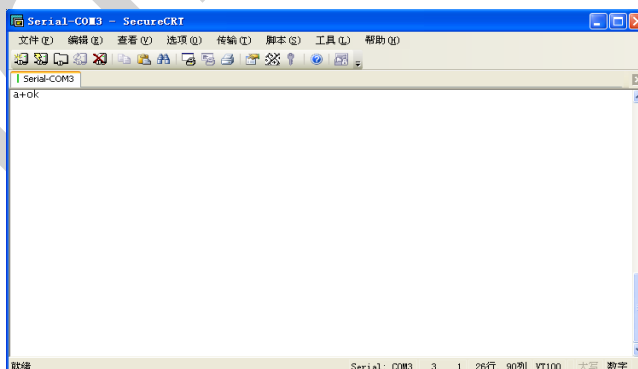 Serial-COM3 - SecureCRT
文件(F) 编辑(E) 查看(V) 选项(O) 传输(T) 脚本(S) 工具(L) 帮助(H)
Serial-COM3
a+ok
就绪 Serial: COM3 3, 1 26行, 90列 VT100 大写 数字